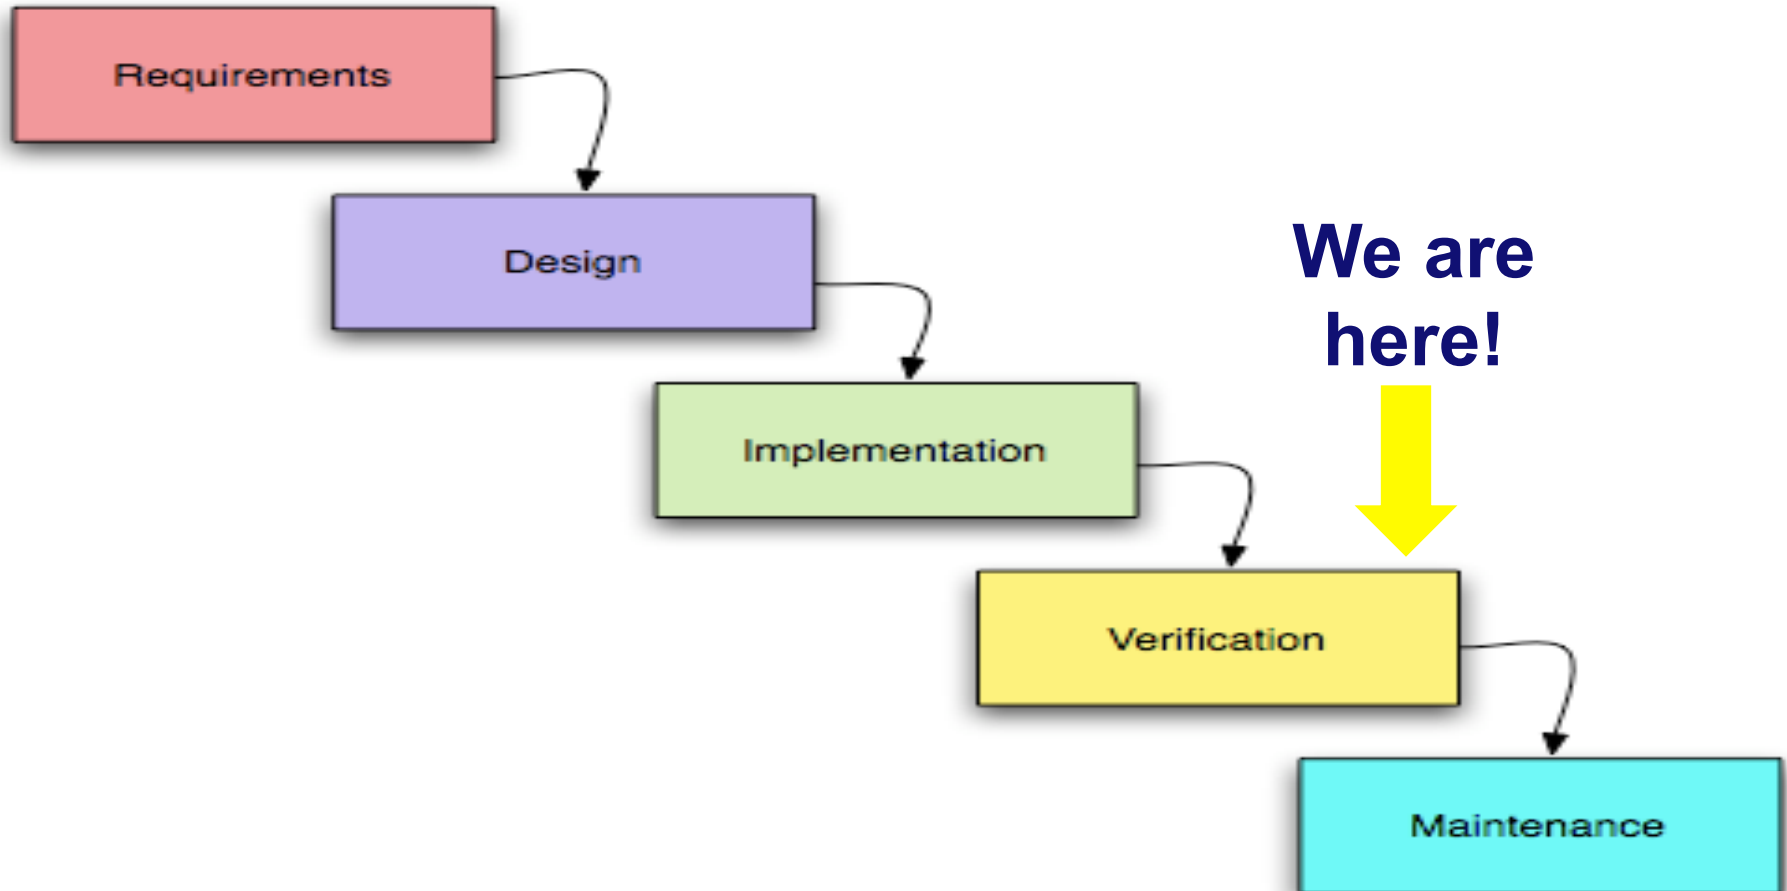 Requirements
Design
We are
here!
Implementation
Verification
Maintenance